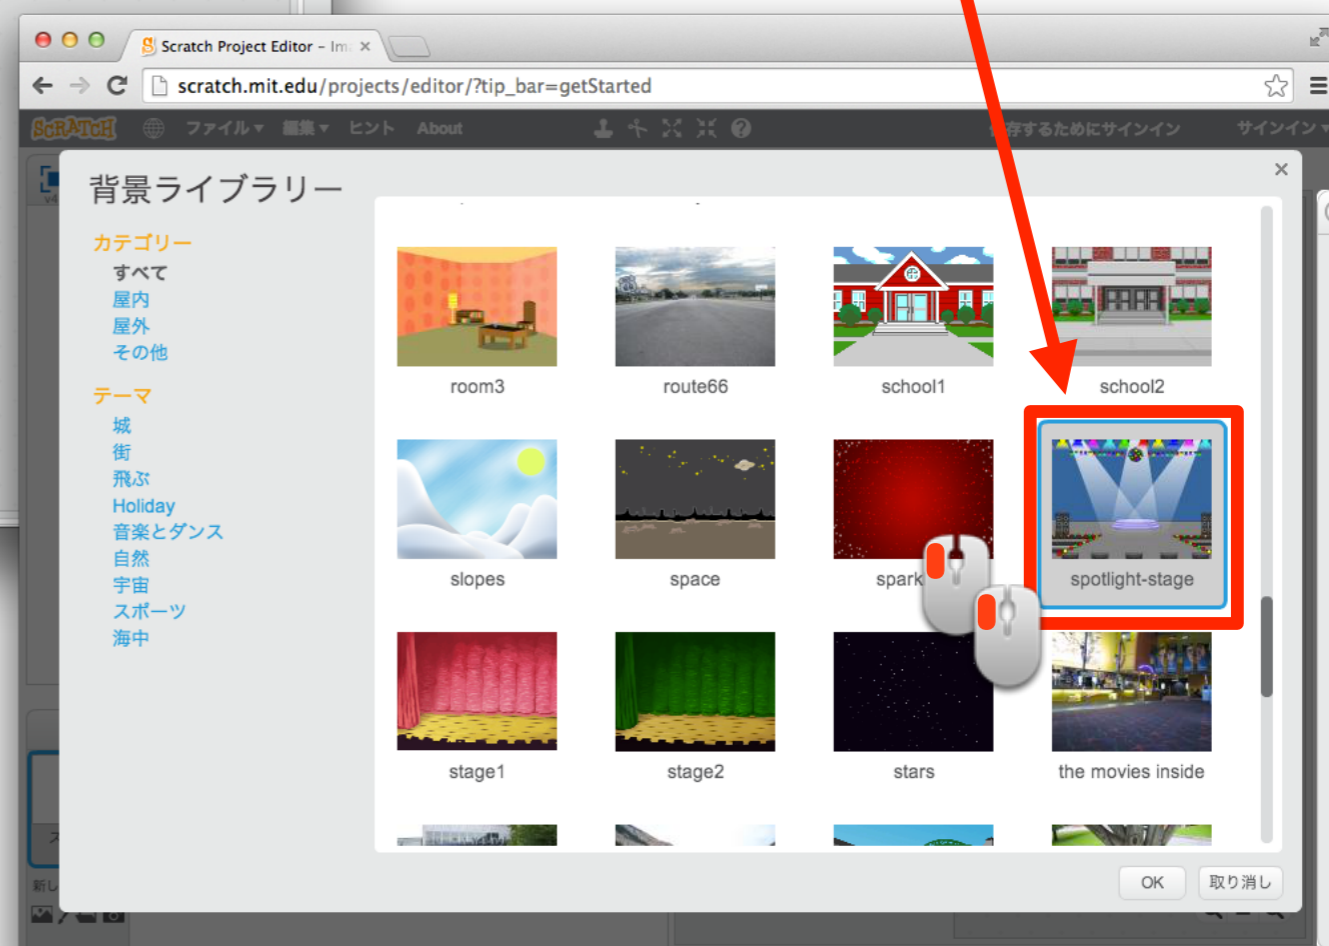 Scratch Project Editor - Im
scratch.mit.edu/projects/editor/?tip_bar=getStarted
SCRATCH ファイル 編集 ヒント About 存するためにサインイン サインイン
v4
背景ライブラリー
カテゴリー
すべて
屋内
屋外
その他
テーマ
城
街
飛ぶ
Holiday
音楽とダンス
自然
宇宙
スポーツ
海中
room3 route66 school1 school2
slopes space spark spotlight-stage
stage1 stage2 stars the movies inside
ス
新し
OK 取り消し